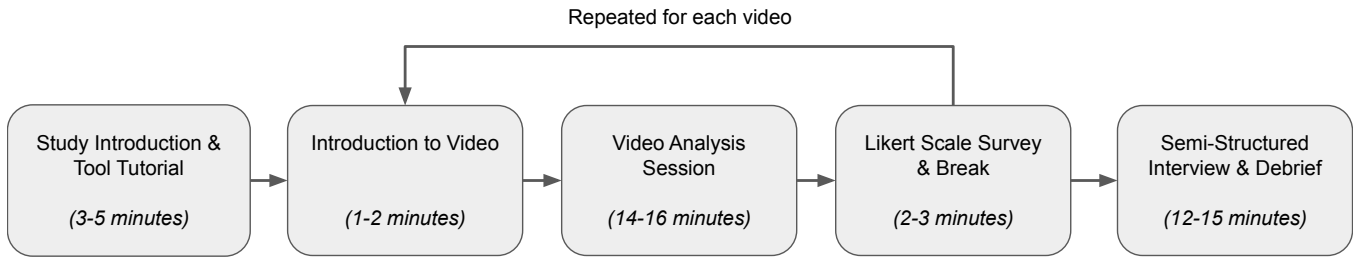 Repeated for each video
Study Introduction &
Tool Tutorial
(3-5 minutes)
Introduction to Video
(1-2 minutes)
Video Analysis
Session
(14-16 minutes)
Likert Scale Survey
& Break
(2-3 minutes)
Semi-Structured
Interview & Debrief
(12-15 minutes)